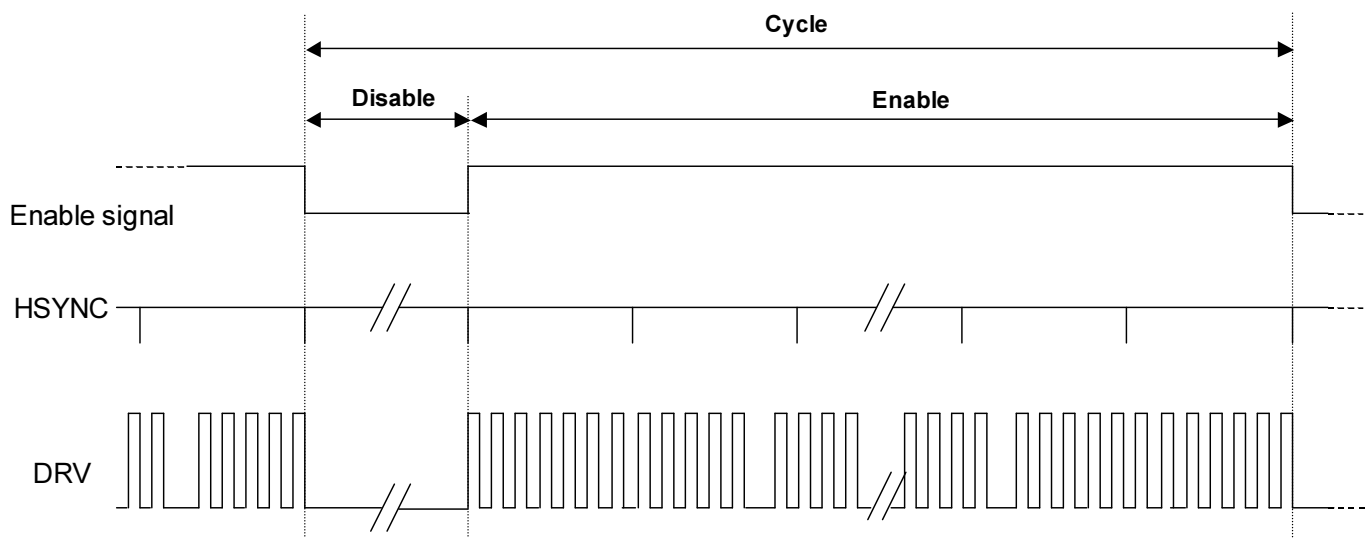 Cycle
Disable
Enable
Enable signal
HSYNC
DRV